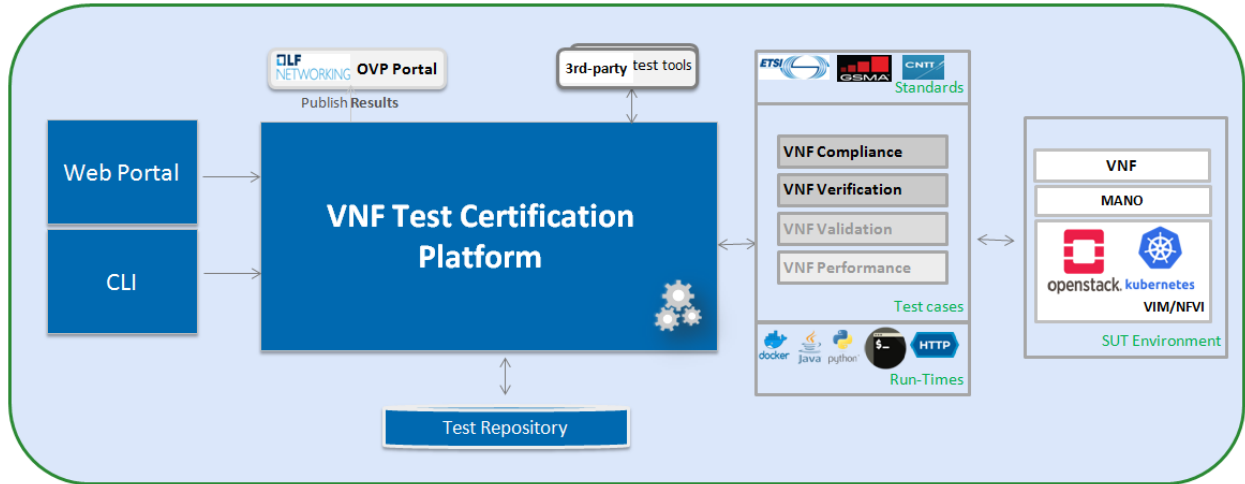 LF
NETWORKING
OVP Portal
Publish Results
3rd-party test tools
Web Portal
CLI
VNF Test Certification
Platform
Test Repository
ETSI
GSMA
CNTT
Standards
VNF Compliance
VNF Verification
VNF Validation
VNF Performance
Test cases
docker
Java
python
$_
HTTP
Run-Times
VNF
MANO
openstack.
kubernetes
VIM/NFVI
SUT Environment